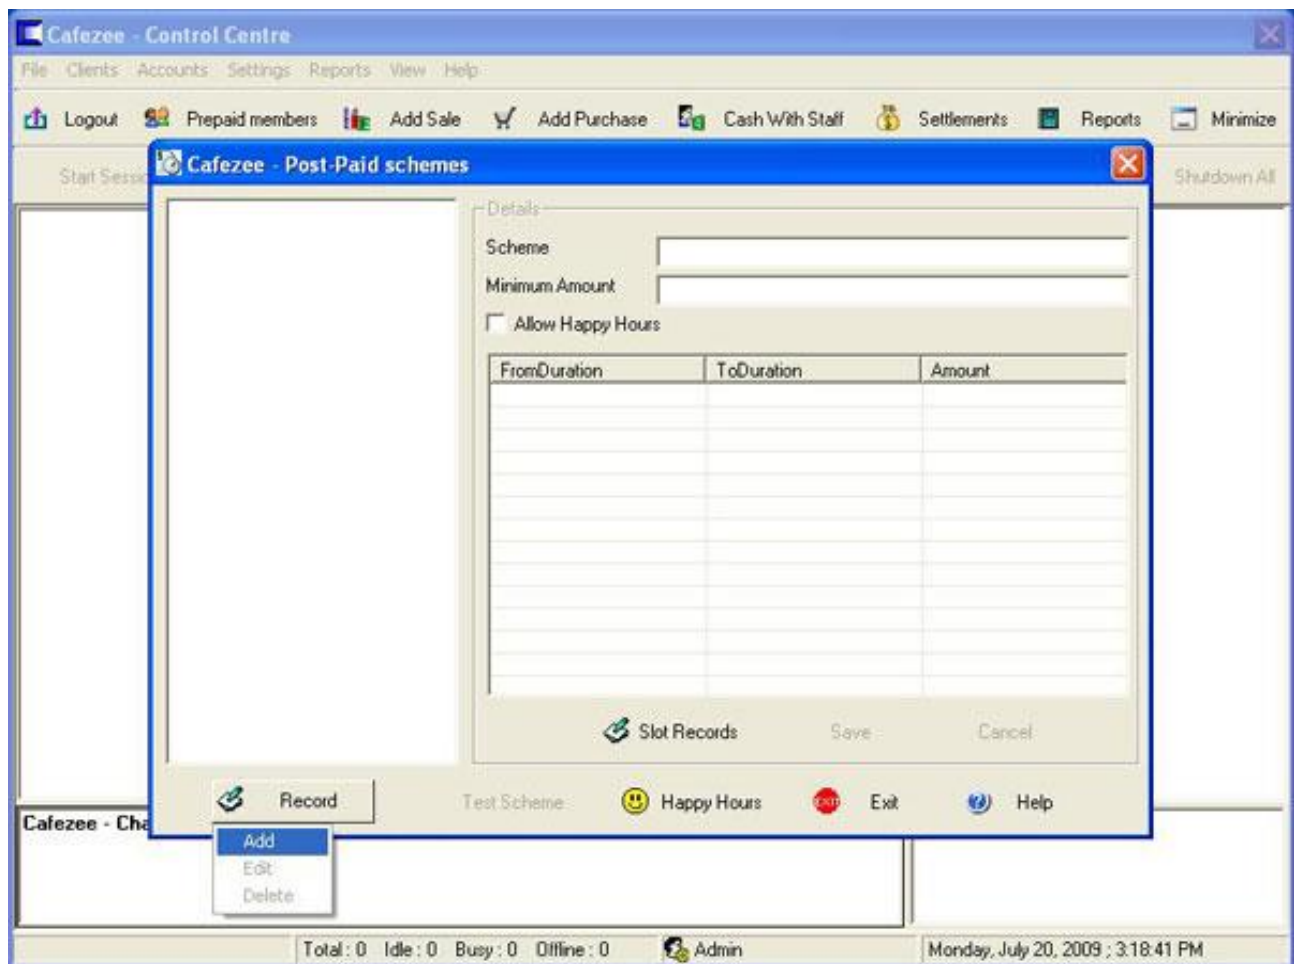 Cafezee - Control Centre
File Clients Accounts Settings Reports View Help
Logout Prepaid members Add Sale Add Purchase Cash With Staff Settlements Reports Minimize
Start Sessio Shutdown All
Cafezee - Post-Paid schemes
Details
Scheme
Minimum Amount
Allow Happy Hours
FromDuration ToDuration Amount
Slot Records Save Cancel
Record Test Scheme Happy Hours EXIT Exit Help
Cafezee - Cha
Add
Edit
Delete
Total : 0 Idle : 0 Busy : 0 Offline : 0 Admin Monday, July 20, 2009 ; 3:18:41 PM